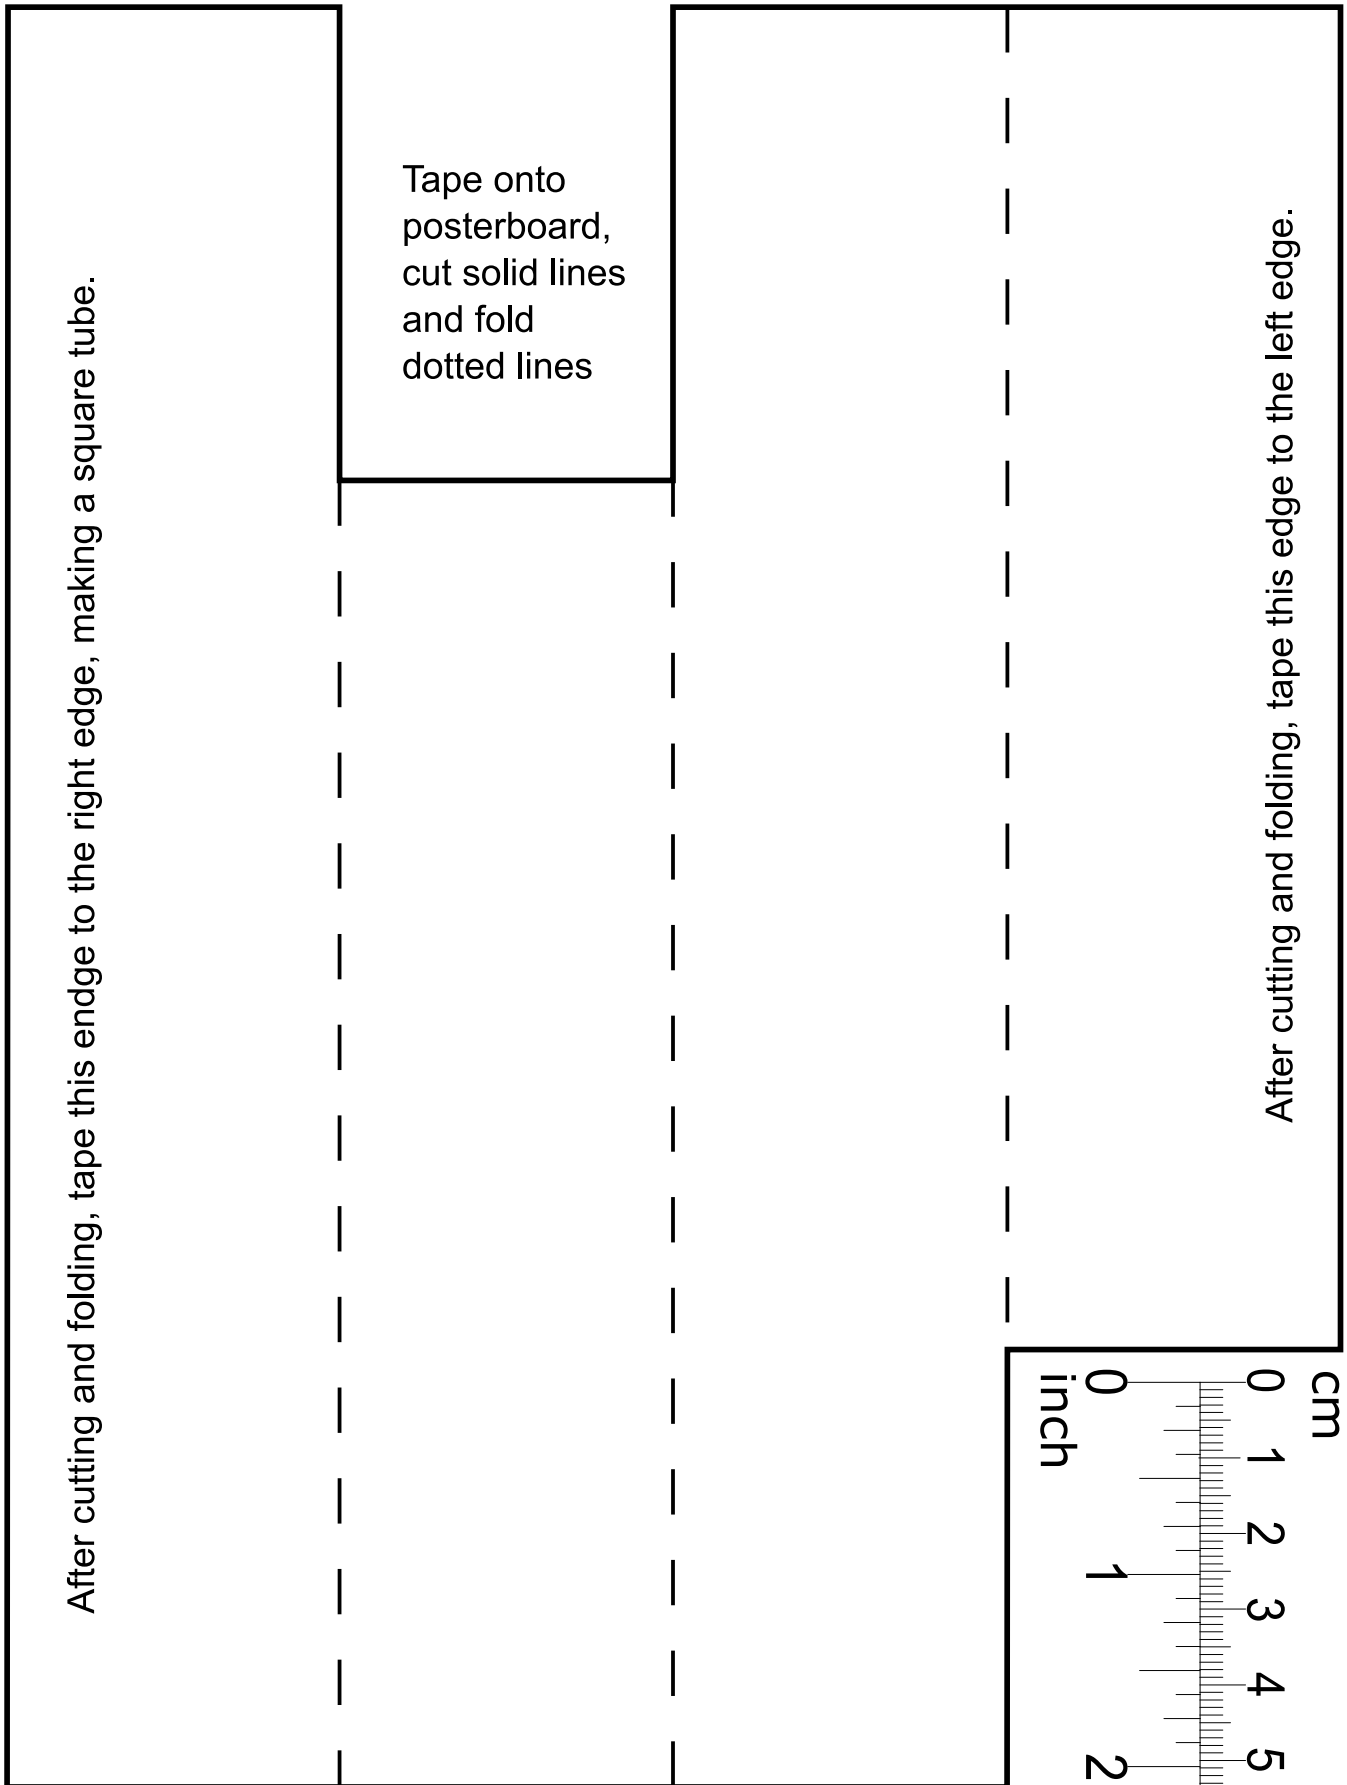 Tape onto
posterboard,
cut solid lines
and fold
dotted lines
After cutting and folding, tape this endge to the right edge, making a square tube.
After cutting and folding, tape this edge to the left edge.
cm
0 1 2 3 4 5
0 1 2
inch